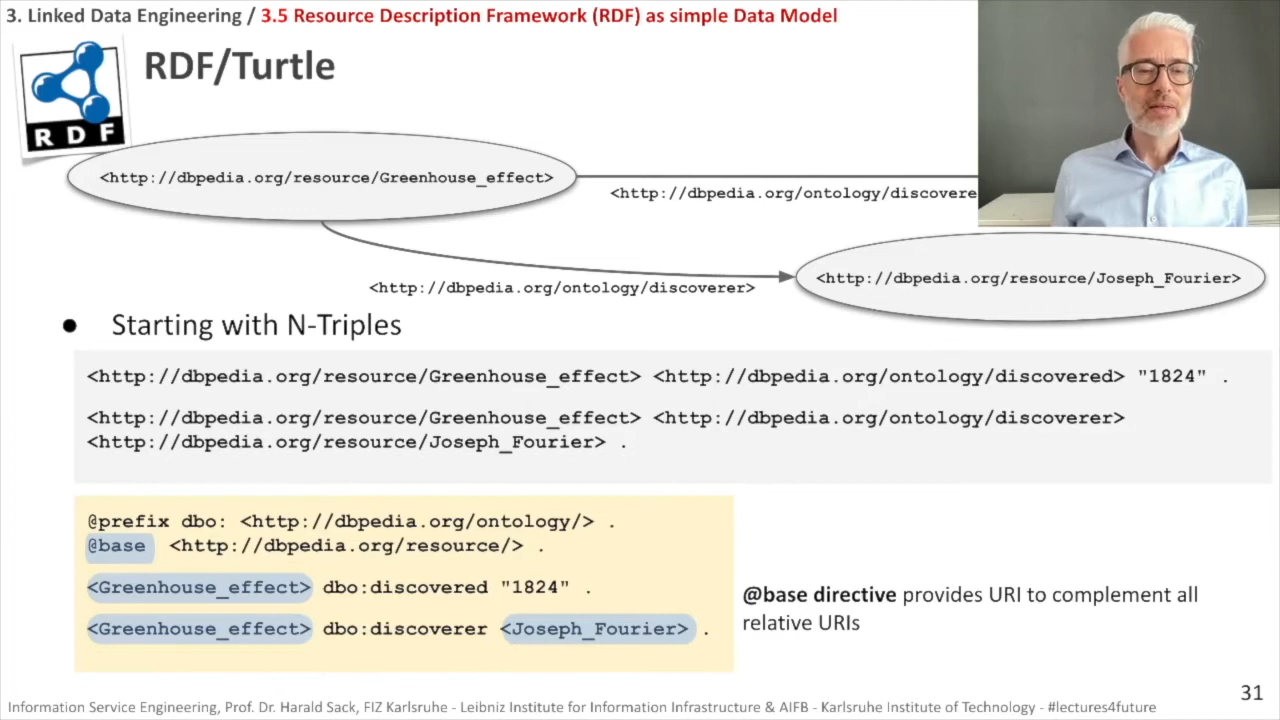 3. Linked Data Engineering / 3.5 Resource Description Framework (RDF) as simple Data Model
RDF
RDF/Turtle
<http://dbpedia.org/resource/Greenhouse_effect>
<http://dbpedia.org/ontology/discovere
<http://dbpedia.org/ontology/discoverer>
<http://dbpedia.org/resource/Joseph_Fourier>
● Starting with N-Triples
<http://dbpedia.org/resource/Greenhouse_effect> <http://dbpedia.org/ontology/discovered> "1824" .
<http://dbpedia.org/resource/Greenhouse_effect> <http://dbpedia.org/ontology/discoverer>
<http://dbpedia.org/resource/Joseph_Fourier> .
@prefix dbo: <http://dbpedia.org/ontology/> .
@base <http://dbpedia.org/resource/> .
<Greenhouse_effect> dbo:discovered "1824" .
<Greenhouse_effect> dbo:discoverer <Joseph_Fourier> .
@base directive provides URI to complement all
relative URIs
31
Information Service Engineering, Prof. Dr. Harald Sack, FIZ Karlsruhe - Leibniz Institute for Information Infrastructure & AIFB - Karlsruhe Institute of Technology - #lectures4future